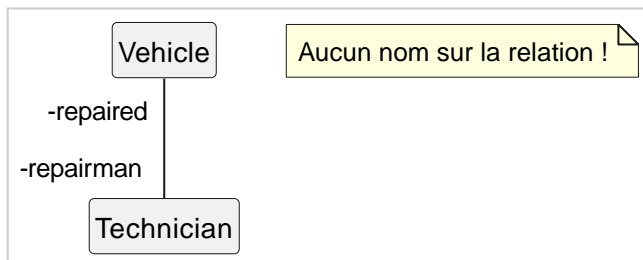 Vehicle
Aucun nom sur la relation !
-repaired
-repairman
Technician